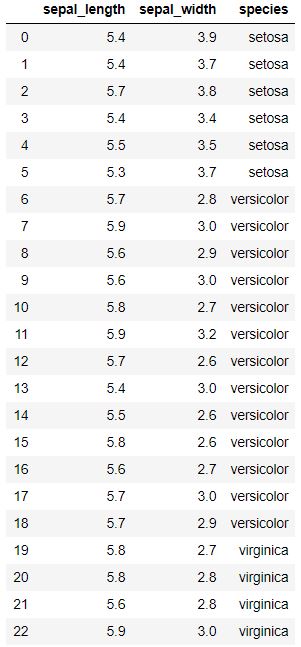 sepal_length sepal_width species
0 5.4 3.9 setosa
1 5.4 3.7 setosa
2 5.7 3.8 setosa
3 5.4 3.4 setosa
4 5.5 3.5 setosa
5 5.3 3.7 setosa
6 5.7 2.8 versicolor
7 5.9 3.0 versicolor
8 5.6 2.9 versicolor
9 5.6 3.0 versicolor
10 5.8 2.7 versicolor
11 5.9 3.2 versicolor
12 5.7 2.6 versicolor
13 5.4 3.0 versicolor
14 5.5 2.6 versicolor
15 5.8 2.6 versicolor
16 5.6 2.7 versicolor
17 5.7 3.0 versicolor
18 5.7 2.9 versicolor
19 5.8 2.7 virginica
20 5.8 2.8 virginica
21 5.6 2.8 virginica
22 5.9 3.0 virginica